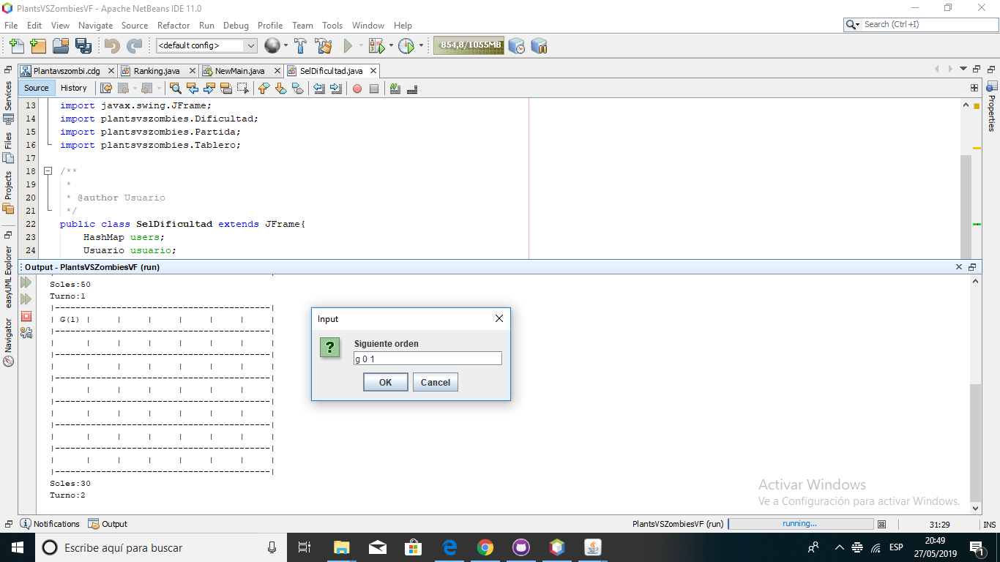 PlantsVSZombiesVF - Apache NetBeans IDE 11.0
File Edit View Navigate Source Refactor Run Debug Profile Team Tools Window Help
Search (Ctrl+I)
<default config>
854,8/1055MB
Plantavszombi.cdg Ranking.java NewMain.java SelDificultad.java
Source History
13 import javax.swing.JFrame;
14 import plantsvszombies.Dificultad;
15 import plantsvszombies.Partida;
16 import plantsvszombies.Tablero;
17
18 /**
19 *
20 * @author Usuario
21 */
22 public class SelDificultad extends JFrame{
23 HashMap users;
24 Usuario usuario;
Services
Files
Projects
easyUML Explorer
Navigator
Properties
Output - PlantsVSZombiesVF (run)
Soles:50
Turno:1
|------------------------------------------|
| G(1) | | | | | | |
|------------------------------------------|
| | | | | | | |
|------------------------------------------|
| | | | | | | |
|------------------------------------------|
| | | | | | | |
|------------------------------------------|
| | | | | | | |
|------------------------------------------|
| | | | | | | |
|------------------------------------------|
| | | | | | | |
|------------------------------------------|
Soles:30
Turno:2
Input
?
Siguiente orden
g 0 1
OK Cancel
Activar Windows
Ve a Configuración para activar Windows.
Notifications Output
PlantsVSZombiesVF (run) running... 31:29 INS
Escribe aquí para buscar
ESP
20:49
27/05/2019
1